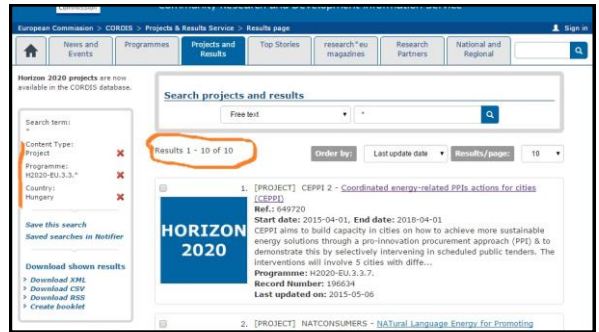 Commission
Community Research and Development Information Service
European Commission > CORDIS > Projects & Results Service > Results page
Sign in
News and Events
Programmes
Projects and Results
Top Stories
research*eu magazines
Research Partners
National and Regional
Horizon 2020 projects are now
available in the CORDIS database.
Search term:
*
Content Type:
Project
Programme:
H2020-EU.3.3.*
Country:
Hungery
Save this search
Saved searches in Notifier
Download shown results
Download XML
Download CSV
Download RSS
Create booklet
Search projects and results
Free text
*
Results 1 - 10 of 10
Order by:
Last update date
Results/page:
10
HORIZON
2020
1. [PROJECT] CEPPI 2 - Coordinated energy-related PPIs actions for cities
(CEPPI)
Ref.: 649720
Start date: 2015-04-01, End date: 2018-04-01
CEPPI aims to build capacity in cities on how to achieve more sustainable
energy solutions through a pro-innovation procurement approach (PPI) & to
demonstrate this by selectively intervening in scheduled public tenders. The
interventions will involve 5 cities with diffe...
Programme: H2020-EU.3.3.7.
Record Number: 196634
Last updated on: 2015-05-06
2. [PROJECT] NATCONSUMERS - NATural Language Energy for Promoting